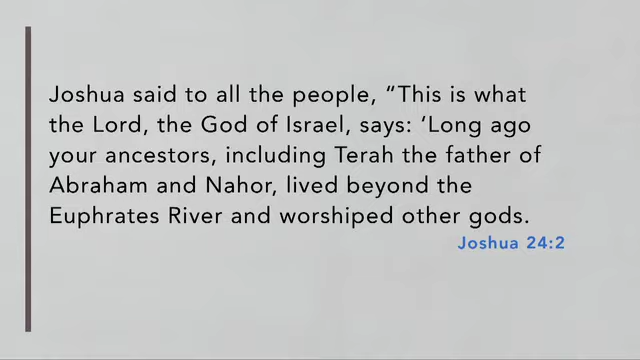 Joshua said to all the people, “This is what
the Lord, the God of Israel, says: ‘Long ago
your ancestors, including Terah the father of
Abraham and Nahor, lived beyond the
Euphrates River and worshiped other gods.
Joshua 24:2